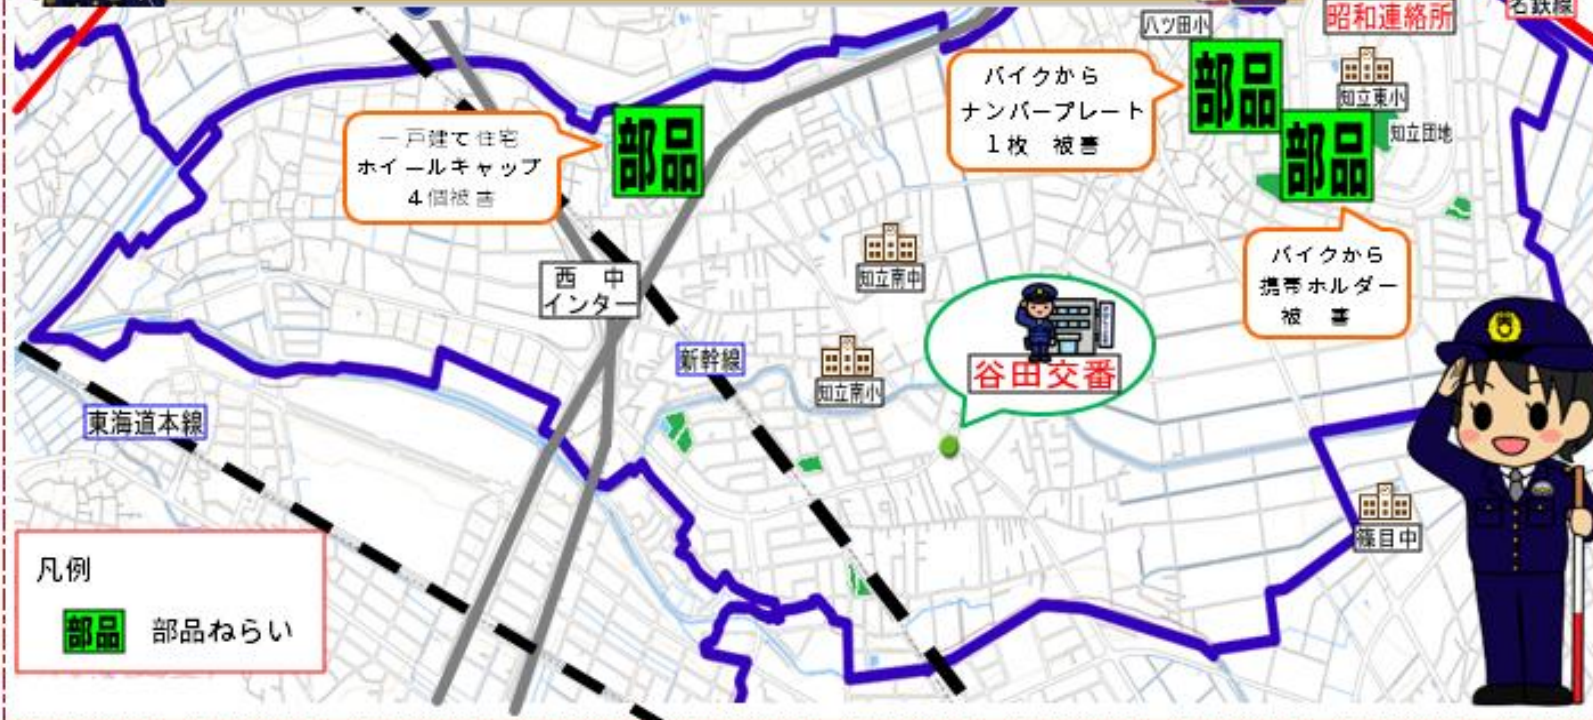 八ツ田小
昭和連絡所
名鉄線
部品
バイクから
ナンバープレート
1枚 被害
知立東小
知立団地
部品
一戸建て住宅
ホイールキャップ
4個被害
部品
バイクから
携帯ホルダー
被 害
知立南中
西 中
インター
新幹線
知立南小
谷田交番
東海道本線
篠目中
凡例
部品 部品ねらい